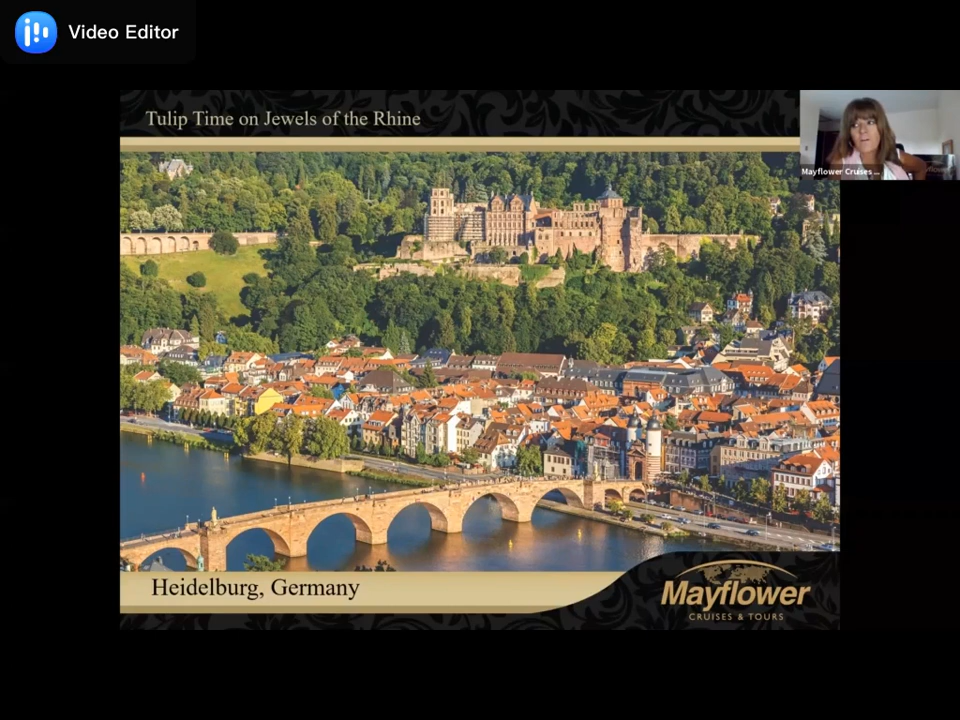 Video Editor
Tulip Time on Jewels of the Rhine
Mayflower Cruises ...
Heidelburg, Germany
Mayflower
CRUISES & TOURS